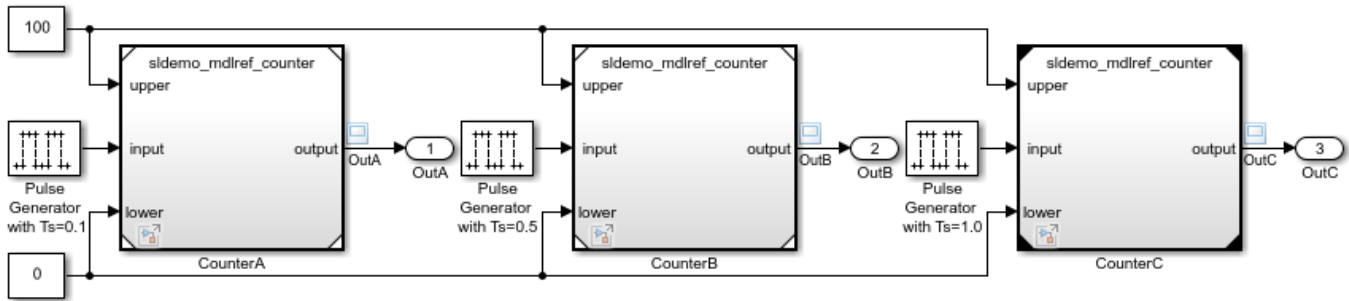 100
sldemo_mdlref_counter
upper
input
output
lower
CounterA
Pulse
Generator
with Ts=0.1
0
OutA
1
OutA
sldemo_mdlref_counter
upper
input
output
lower
CounterB
Pulse
Generator
with Ts=0.5
OutB
2
OutB
sldemo_mdlref_counter
upper
input
output
lower
CounterC
Pulse
Generator
with Ts=1.0
OutC
3
OutC